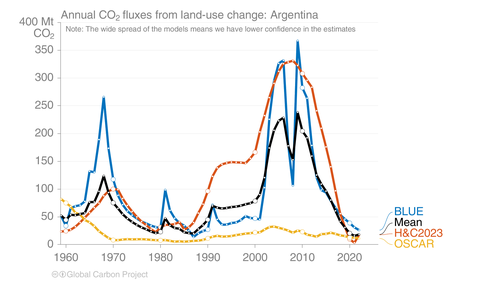 Annual CO₂ fluxes from land-use change: Argentina
400 Mt
CO₂
Note: The wide spread of the models means we have lower confidence in the estimates
350
300
250
200
150
100
50
0
1960
1970
1980
1990
2000
2010
2020
BLUE
Mean
H&C2023
OSCAR
Global Carbon Project